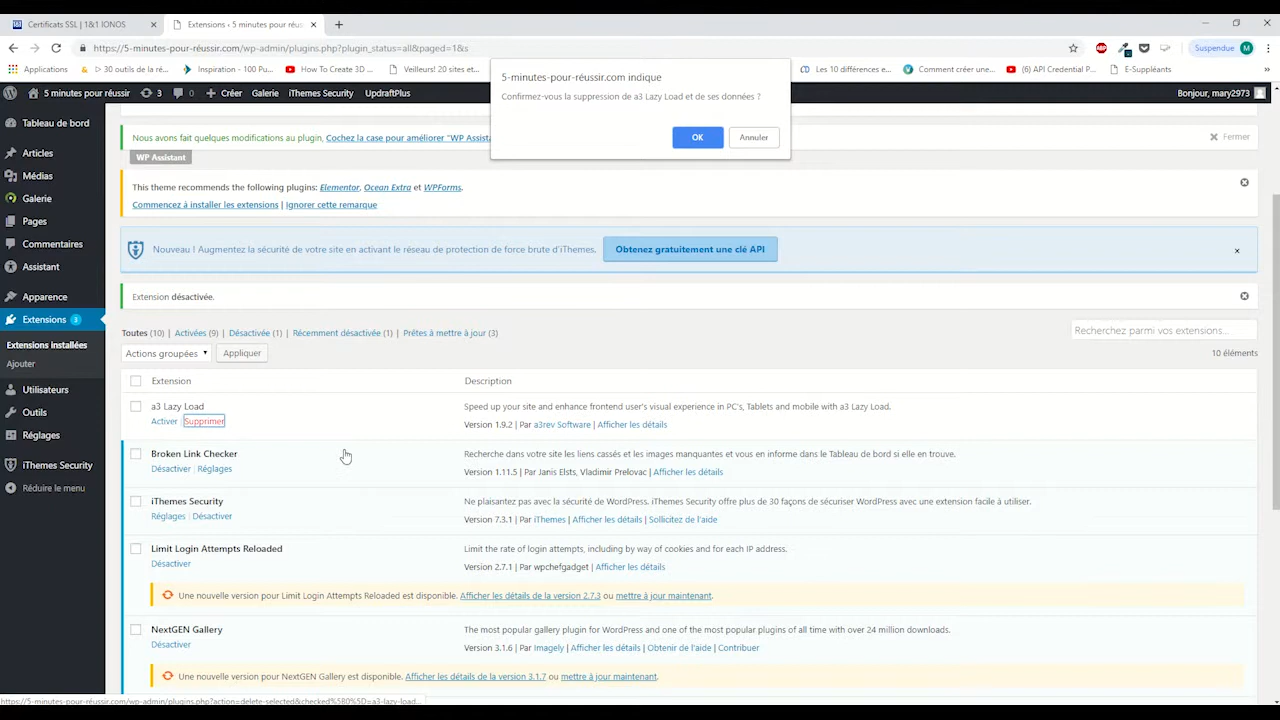 Certificats SSL | 1&1 IONOS
Extensions ‹ 5 minutes pour réus
https://5-minutes-pour-réussir.com/wp-admin/plugins.php?plugin_status=all&paged=1&s
Suspendue M
Applications
▷ 30 outils de la ré...
Inspiration - 100 Pu...
How To Create 3D ...
Veilleurs! 20 sites et...
Les 10 différences e...
Comment créer une...
(6) API Credential P...
E-Suppléants
5-minutes-pour-réussir.com indique
Confirmez-vous la suppression de a3 Lazy Load et de ses données ?
OK
Annuler
5 minutes pour réussir
3
0
Créer
Galerie
iThemes Security
UpdraftPlus
Bonjour, mary2973
Tableau de bord
Articles
Médias
Galerie
Pages
Commentaires
Assistant
Apparence
Extensions 3
Extensions installées
Ajouter
Utilisateurs
Outils
Réglages
iThemes Security
Réduire le menu
Nous avons fait quelques modifications au plugin, Cochez la case pour améliorer "WP Assista
Fermer
WP Assistant
This theme recommends the following plugins: Elementor, Ocean Extra et WPForms.
Commencez à installer les extensions | Ignorer cette remarque
Nouveau ! Augmentez la sécurité de votre site en activant le réseau de protection de force brute d'iThemes.
Obtenez gratuitement une clé API
Extension désactivée.
Toutes (10) | Activées (9) | Désactivée (1) | Récemment désactivée (1) | Prêtes à mettre à jour (3)
Recherchez parmi vos extensions...
Actions groupées
Appliquer
10 éléments
Extension
Description
a3 Lazy Load
Activer | Supprimer
Speed up your site and enhance frontend user's visual experience in PC's, Tablets and mobile with a3 Lazy Load.
Version 1.9.2 | Par a3rev Software | Afficher les détails
Broken Link Checker
Désactiver | Réglages
Recherche dans votre site les liens cassés et les images manquantes et vous en informe dans le Tableau de bord si elle en trouve.
Version 1.11.5 | Par Janis Elsts, Vladimir Prelovac | Afficher les détails
iThemes Security
Réglages | Désactiver
Ne plaisantez pas avec la sécurité de WordPress. iThemes Security offre plus de 30 façons de sécuriser WordPress avec une extension facile à utiliser.
Version 7.3.1 | Par iThemes | Afficher les détails | Sollicitez de l'aide
Limit Login Attempts Reloaded
Désactiver
Limit the rate of login attempts, including by way of cookies and for each IP address.
Version 2.7.1 | Par wpchefgadget | Afficher les détails
Une nouvelle version pour Limit Login Attempts Reloaded est disponible. Afficher les détails de la version 2.7.3 ou mettre à jour maintenant.
NextGEN Gallery
Désactiver
The most popular gallery plugin for WordPress and one of the most popular plugins of all time with over 24 million downloads.
Version 3.1.6 | Par Imagely | Afficher les détails | Obtenir de l'aide | Contribuer
Une nouvelle version pour NextGEN Gallery est disponible. Afficher les détails de la version 3.1.7 ou mettre à jour maintenant.
https://5-minutes-pour-réussir.com/wp-admin/plugins.php?action=delete-selected&checked%5B0%5D=a3-lazy-load...